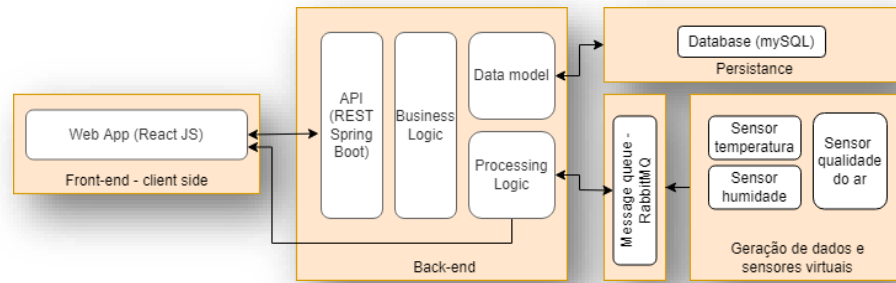 Web App (React JS)
Front-end - client side
API
(REST
Spring
Boot)
Business
Logic
Data model
Processing
Logic
Back-end
Database (mySQL)
Persistance
Message queue -
RabbitMQ
Sensor
temperatura
Sensor
humidade
Sensor
qualidade
do ar
Geração de dados e
sensores virtuais